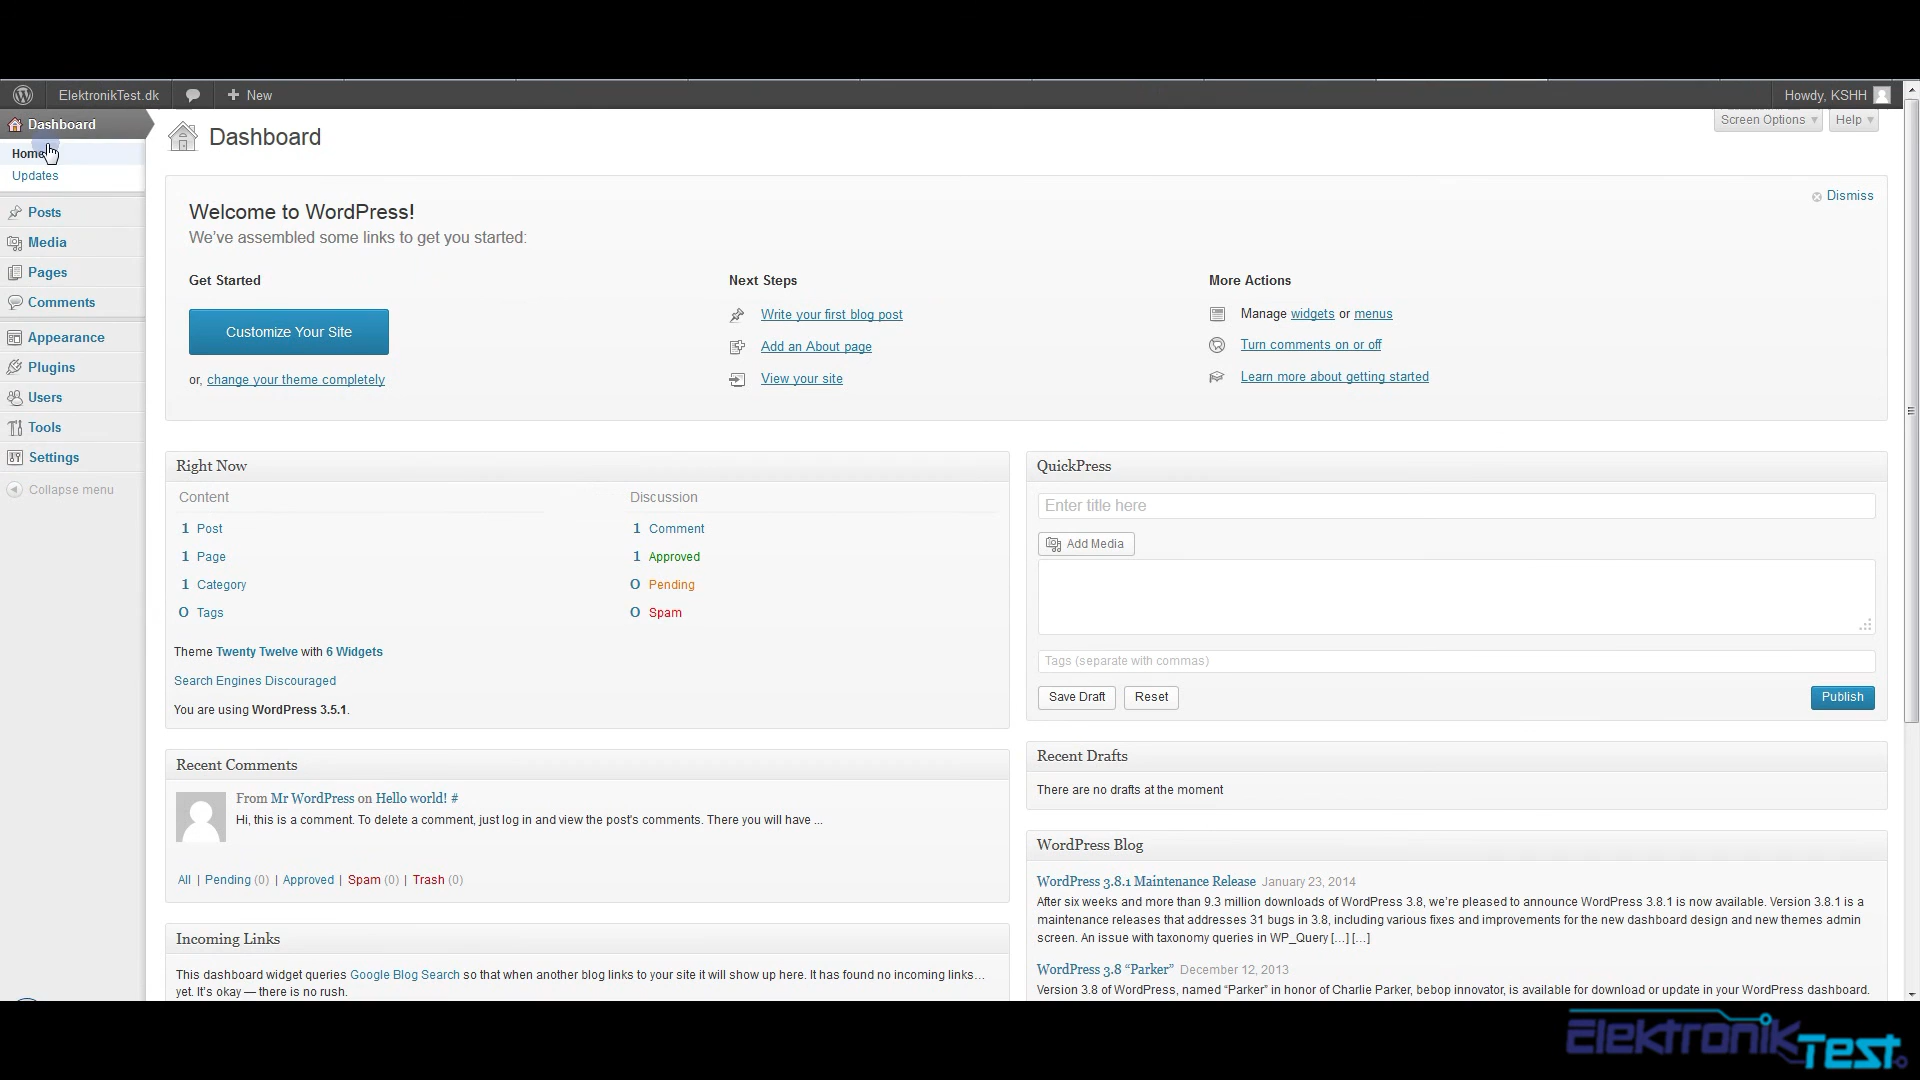 ElektronikTest.dk
New
Howdy, KSHH
Dashboard
Home
Updates
Posts
Media
Pages
Comments
Appearance
Plugins
Users
Tools
Settings
Collapse menu
Dashboard
Screen Options
Help
Welcome to WordPress!
We've assembled some links to get you started:
Dismiss
Get Started
Customize Your Site
or, change your theme completely
Next Steps
Write your first blog post
Add an About page
View your site
More Actions
Manage widgets or menus
Turn comments on or off
Learn more about getting started
Right Now
Content
1 Post
1 Page
1 Category
0 Tags
Discussion
1 Comment
1 Approved
0 Pending
0 Spam
Theme Twenty Twelve with 6 Widgets
Search Engines Discouraged
You are using WordPress 3.5.1.
Recent Comments
From Mr WordPress on Hello world! #
Hi, this is a comment. To delete a comment, just log in and view the post's comments. There you will have ...
All | Pending (0) | Approved | Spam (0) | Trash (0)
Incoming Links
This dashboard widget queries Google Blog Search so that when another blog links to your site it will show up here. It has found no incoming links…
yet. It's okay — there is no rush.
QuickPress
Enter title here
Add Media
Tags (separate with commas)
Save Draft
Reset
Publish
Recent Drafts
There are no drafts at the moment
WordPress Blog
WordPress 3.8.1 Maintenance Release January 23, 2014
After six weeks and more than 9.3 million downloads of WordPress 3.8, we're pleased to announce WordPress 3.8.1 is now available. Version 3.8.1 is a
maintenance releases that addresses 31 bugs in 3.8, including various fixes and improvements for the new dashboard design and new themes admin
screen. An issue with taxonomy queries in WP_Query […] […]
WordPress 3.8 “Parker” December 12, 2013
Version 3.8 of WordPress, named “Parker” in honor of Charlie Parker, bebop innovator, is available for download or update in your WordPress dashboard.
Elektronik
Test.